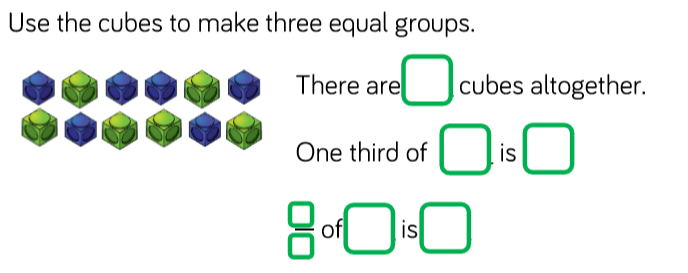 Use the cubes to make three equal groups.
There are cubes altogether.
One third of is
of is